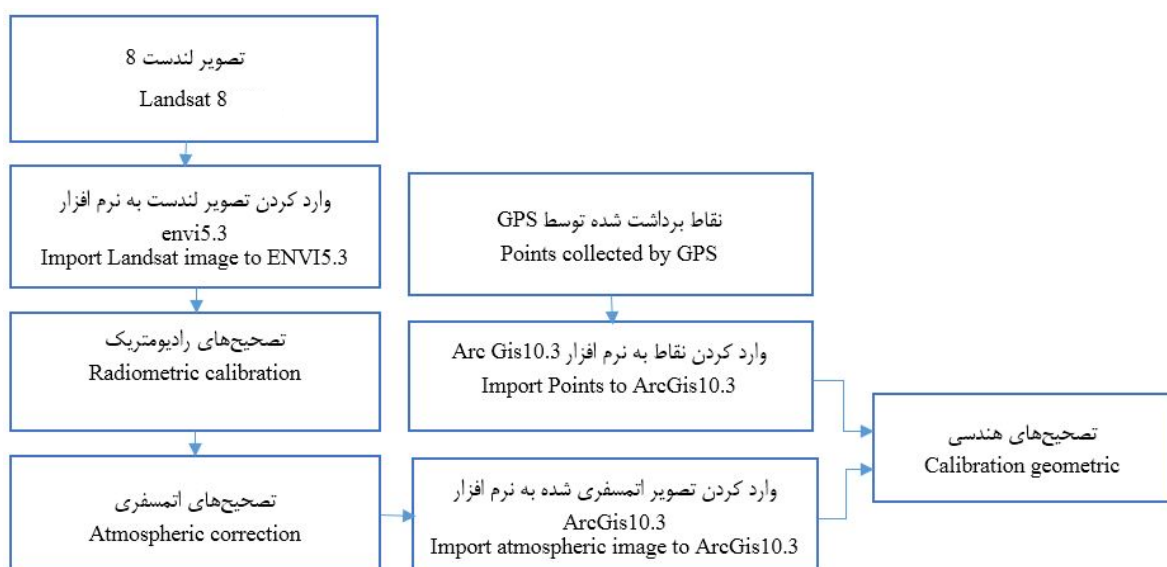 تصویر لندست 8
Landsat 8
وارد کردن تصویر لندست به نرم افزار
envi5.3
Import Landsat image to ENVI5.3
تصحیح‌های رادیومتریک
Radiometric calibration
تصحیح‌های اتمسفری
Atmospheric correction
نقاط برداشت شده توسط GPS
Points collected by GPS
وارد کردن نقاط به نرم افزار Arc Gis10.3
Import Points to ArcGis10.3
وارد کردن تصویر اتمسفری شده به نرم افزار
ArcGis10.3
Import atmospheric image to ArcGis10.3
تصحیح‌های هندسی
Calibration geometric